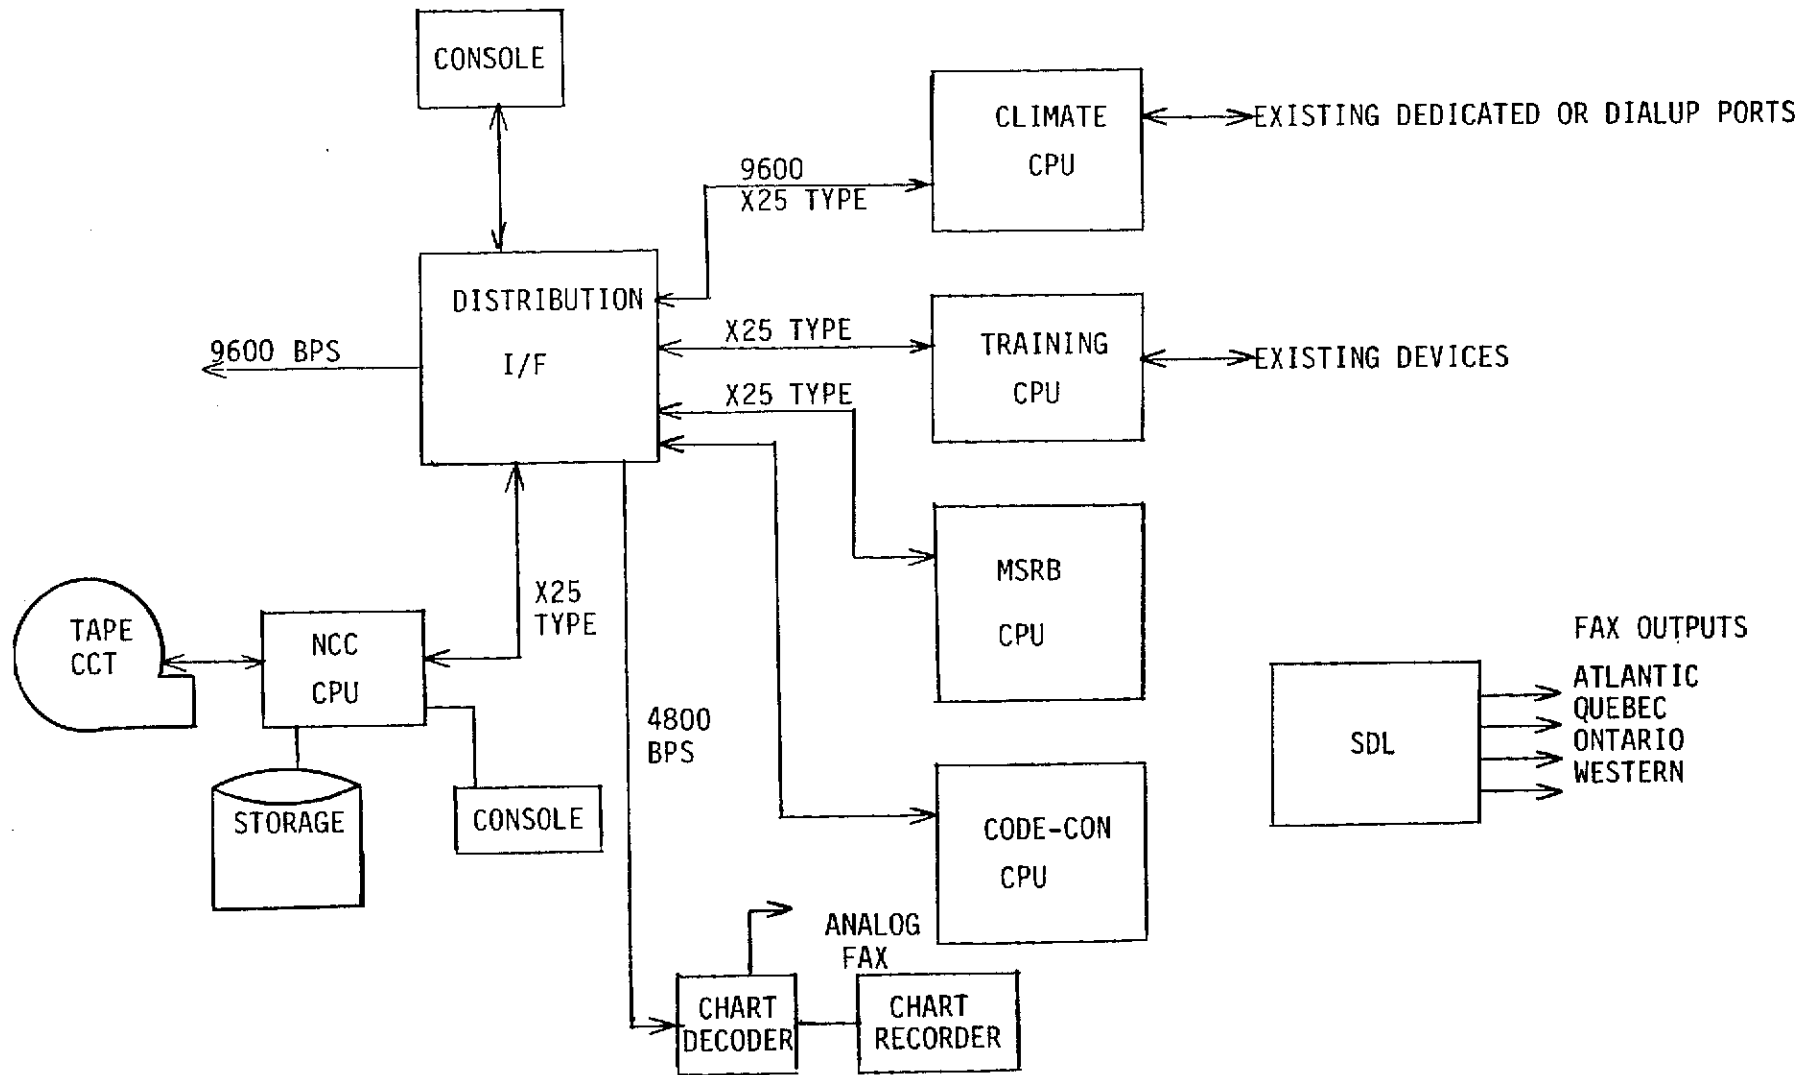 CONSOLE
CLIMATE
CPU
EXISTING DEDICATED OR DIALUP PORTS
9600
X25 TYPE
DISTRIBUTION
I/F
9600 BPS
X25 TYPE
TRAINING
CPU
EXISTING DEVICES
X25 TYPE
MSRB
CPU
X25
TYPE
TAPE
CCT
NCC
CPU
STORAGE
CONSOLE
4800
BPS
FAX OUTPUTS
ATLANTIC
QUEBEC
ONTARIO
WESTERN
SDL
CODE-CON
CPU
ANALOG
FAX
CHART
DECODER
CHART
RECORDER